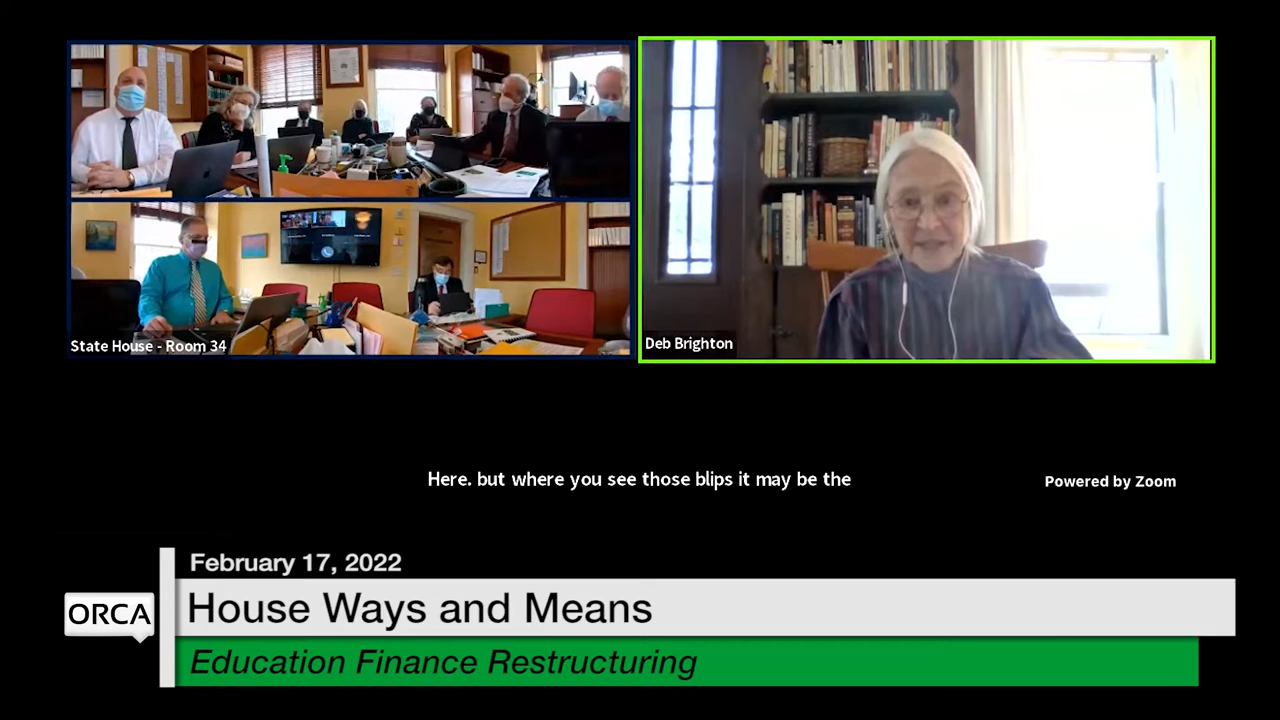 State House - Room 34
Deb Brighton
Here. but where you see those blips it may be the
Powered by Zoom
February 17, 2022
ORCA
House Ways and Means
Education Finance Restructuring